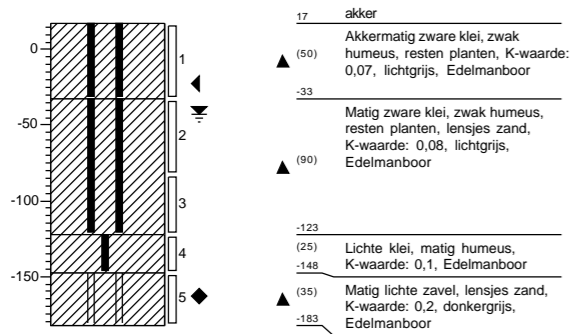 17 akker
0
1
Akkermatig zware klei, zwak
(50) humeus, resten planten, K-waarde:
0,07, lichtgrijs, Edelmanboor
-33
-50
2
Matig zware klei, zwak humeus,
resten planten, lensjes zand,
K-waarde: 0,08, lichtgrijs,
(90) Edelmanboor
-100
3
-123
4
(25) Lichte klei, matig humeus,
-148 K-waarde: 0,1, Edelmanboor
-150
5
(35) Matig lichte zavel, lensjes zand,
K-waarde: 0,2, donkergrijs,
-183 Edelmanboor